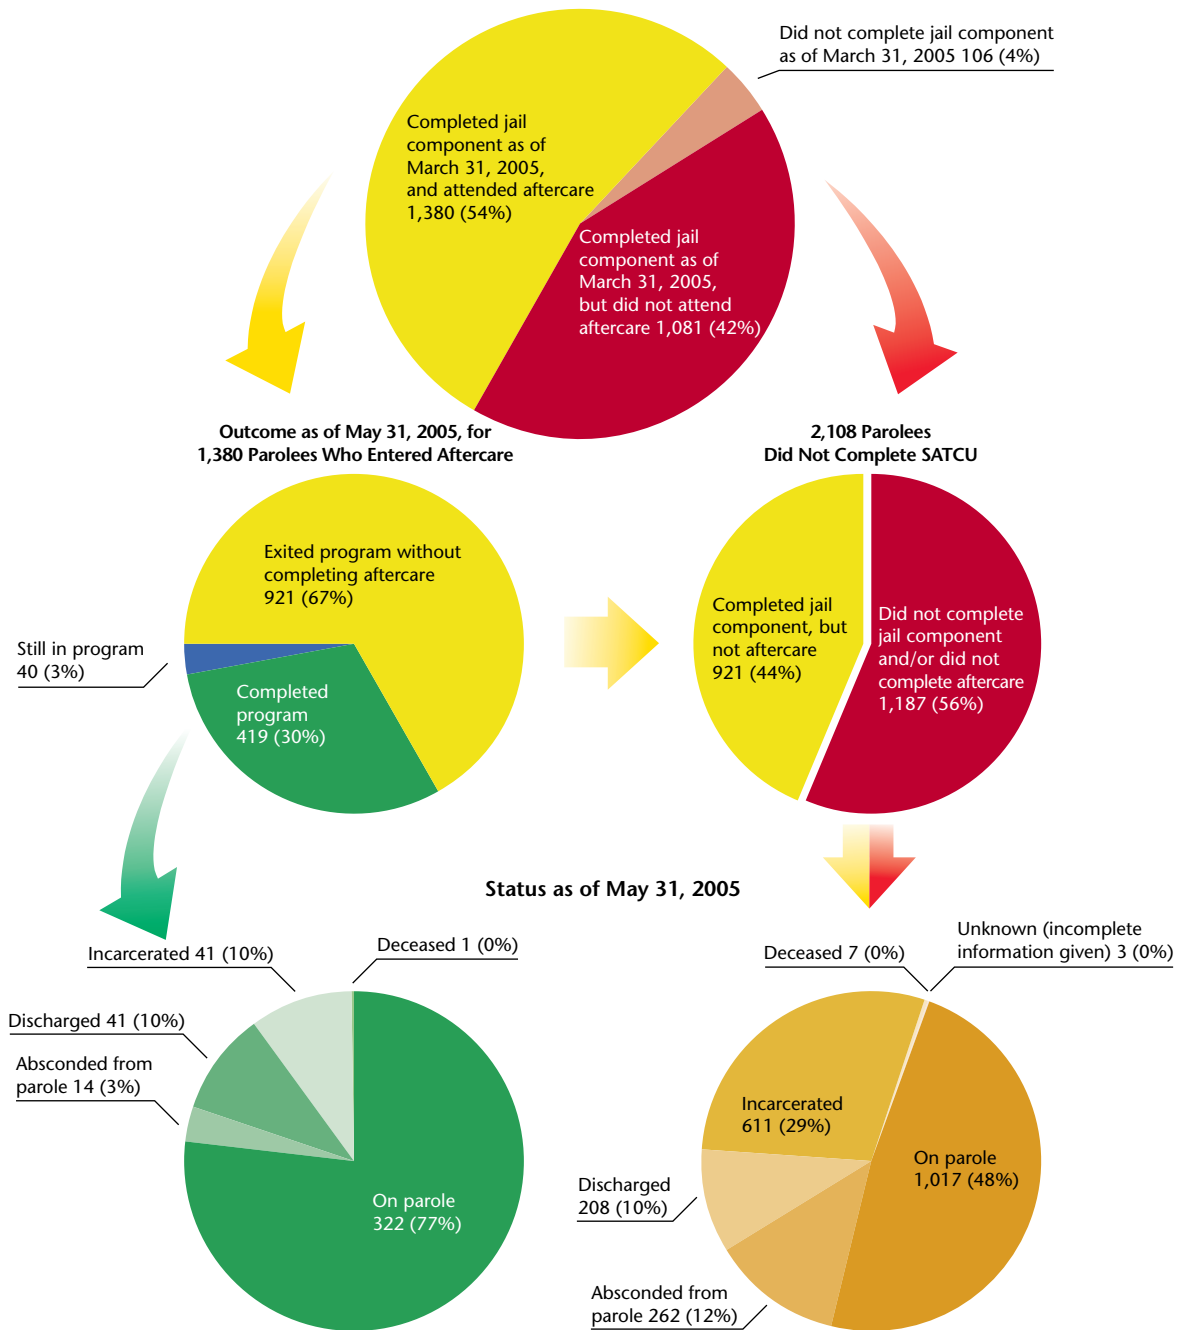 Did not complete jail component
as of March 31, 2005 106 (4%)
Completed jail
component as of
March 31, 2005,
and attended aftercare
1,380 (54%)
Completed jail
component as of
March 31, 2005,
but did not attend
aftercare 1,081 (42%)
Outcome as of May 31, 2005, for
1,380 Parolees Who Entered Aftercare
2,108 Parolees
Did Not Complete SATCU
Exited program without
completing aftercare
921 (67%)
Still in program
40 (3%)
Completed
program
419 (30%)
Completed jail
component, but
not aftercare
921 (44%)
Did not complete
jail component
and/or did not
complete aftercare
1,187 (56%)
Status as of May 31, 2005
Incarcerated 41 (10%)
Deceased 1 (0%)
Discharged 41 (10%)
Absconded from
parole 14 (3%)
On parole
322 (77%)
Deceased 7 (0%)
Unknown (incomplete
information given) 3 (0%)
Incarcerated
611 (29%)
On parole
1,017 (48%)
Discharged
208 (10%)
Absconded from
parole 262 (12%)